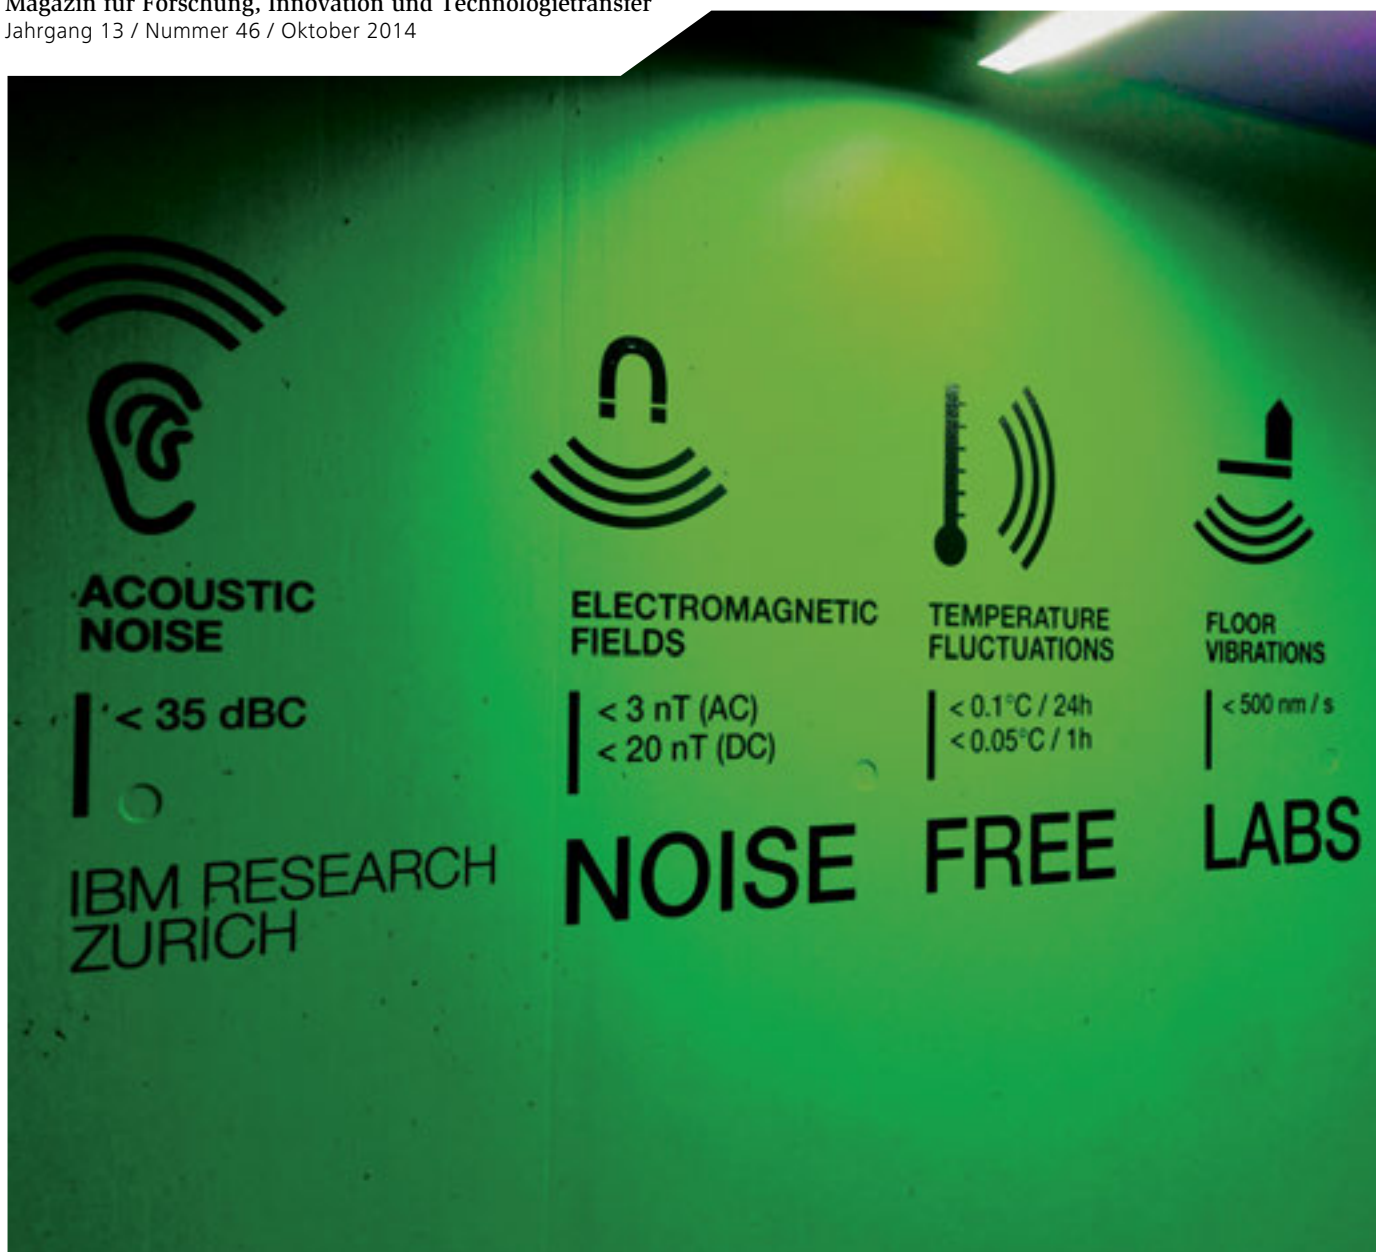 Magazin für Forschung, Innovation und Technologietransfer
Jahrgang 13 / Nummer 46 / Oktober 2014
ACOUSTIC
NOISE
< 35 dBC
ELECTROMAGNETIC
FIELDS
< 3 nT (AC)
< 20 nT (DC)
TEMPERATURE
FLUCTUATIONS
< 0.1°C / 24h
< 0.05°C / 1h
FLOOR
VIBRATIONS
< 500 nm / s
IBM RESEARCH
ZURICH
NOISE FREE LABS